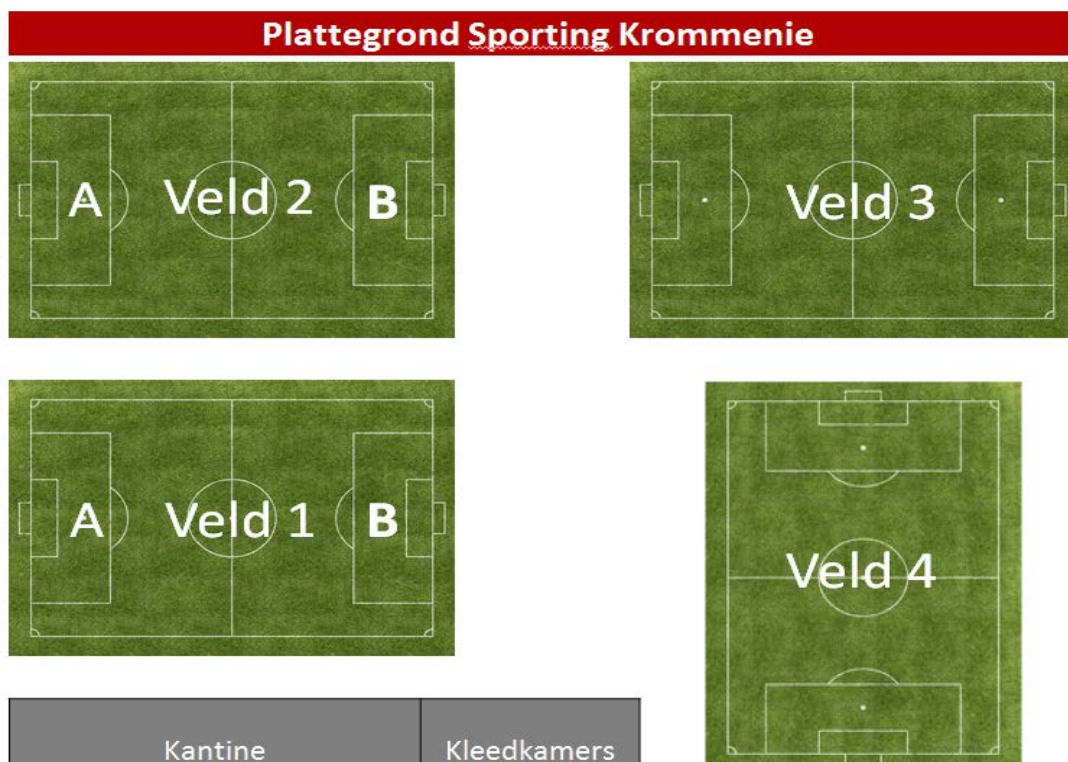 Plattegrond Sporting Krommenie
A Veld 2 B
Veld 3
A Veld 1 B
Veld 4
Kantine
Kleedkamers